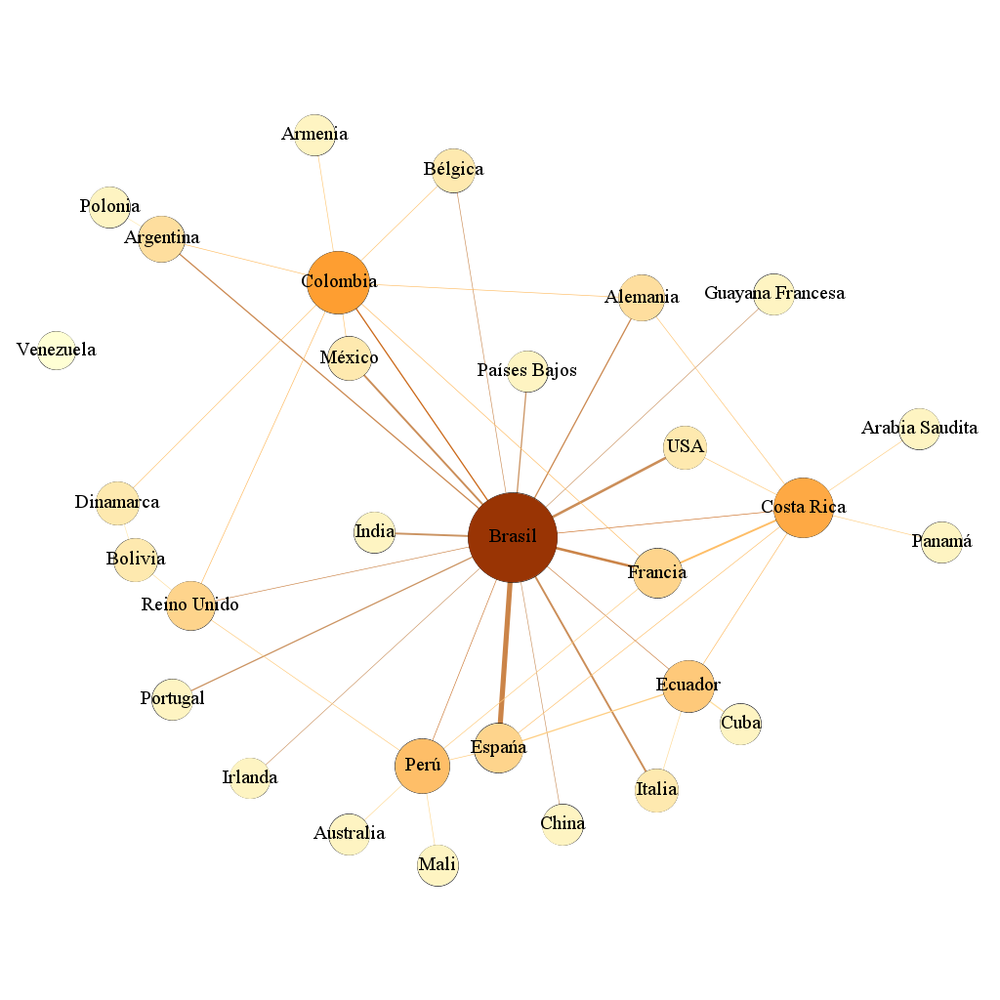 Armenia
Bélgica
Polonia
Argentina
Colombia
Alemania
Guayana Francesa
Venezuela
México
Países Bajos
Arabia Saudita
USA
Dinamarca
Costa Rica
India
Brasil
Panamá
Bolivia
Francia
Reino Unido
Ecuador
Portugal
Cuba
Espańa
Perú
Irlanda
Italia
China
Australia
Mali